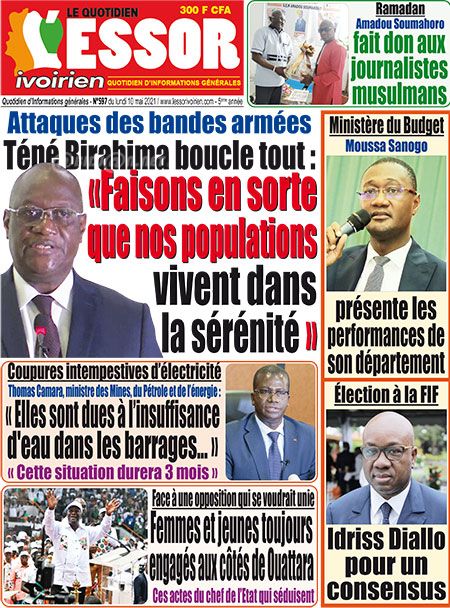 LE QUOTIDIEN
300 F CFA
L'ESSOR
ivoirien
QUOTIDIEN D'INFORMATIONS GÉNÉRALES
Quotidien d'Informations générales - N°597 du lundi 10 mai 2021 / www.lessorivoirien.com - 5ème année
Ramadan
Amadou Soumahoro
fait don aux
journalistes
musulmans
Attaques des bandes armées
Téné Birahima boucle tout :
«Faisons en sorte
que nos populations
vivent dans
la sérénité »
Ministère du Budget
Moussa Sanogo
présente les
performances de
son département
Coupures intempestives d'électricité
Thomas Camara, ministre des Mines, du Pétrole et de l'énergie :
« Elles sont dues à l'insuffisance
d'eau dans les barrages... »
« Cette situation durera 3 mois »
Élection à la FIF
Idriss Diallo
pour un
consensus
Face à une opposition qui se voudrait unie
Femmes et jeunes toujours
engagés aux côtés de Ouattara
Ces actes du chef de l'Etat qui séduisent